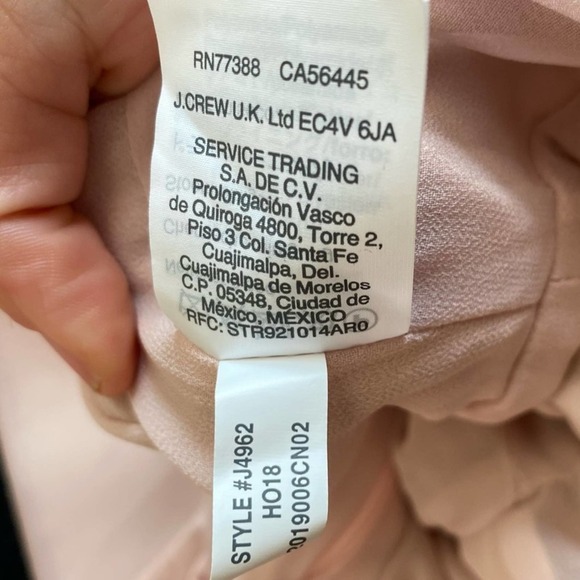 RN77388 CA56445
J.CREW U.K. Ltd EC4V 6JA
SERVICE TRADING
S.A. DE C.V.
Prolongación Vasco
de Quiroga 4800, Torre 2,
Piso 3 Col. Santa Fe
Cuajimalpa, Del.
Cuajimalpa de Morelos
C.P. 05348, Ciudad de
México, MÉXICO
RFC: STR921014AR0
STYLE #J4962
HO18
2019006CN02